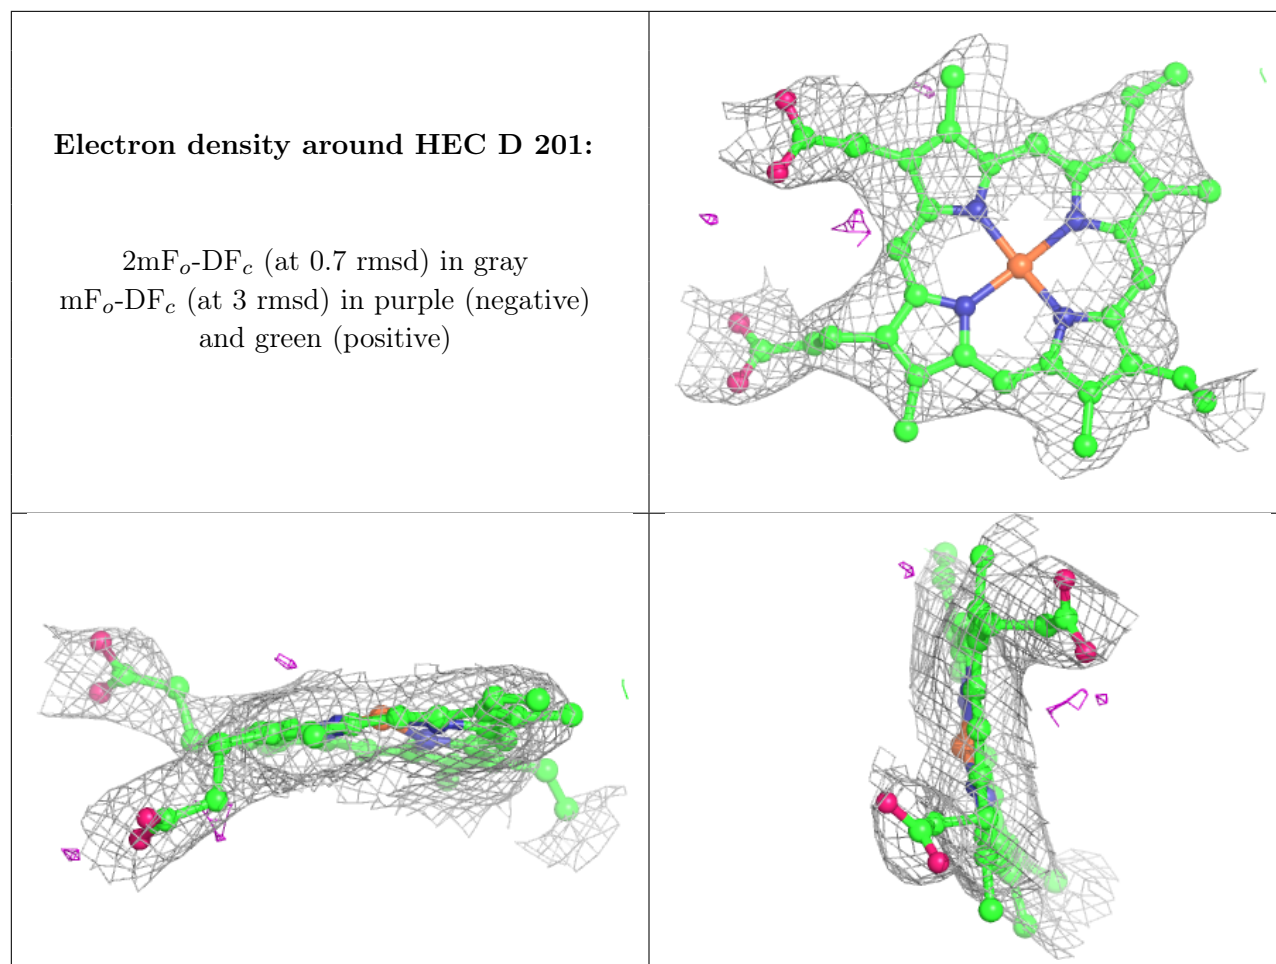 Electron density around HEC D 201:
2mFo-DFc (at 0.7 rmsd) in gray
mFo-DFc (at 3 rmsd) in purple (negative)
and green (positive)